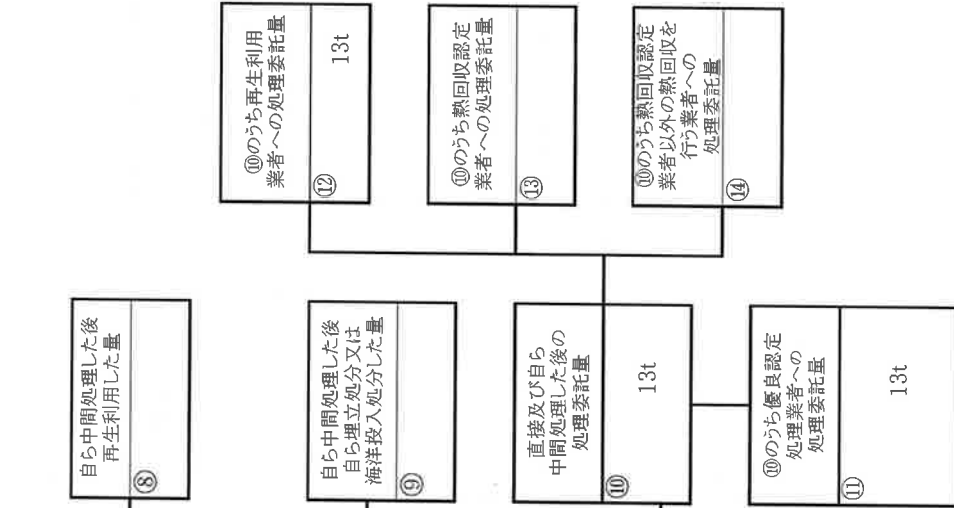 自ら中間処理した後
再生利用した量
⑧
自ら中間処理した後
自ら埋立処分又は
海洋投入処分した量
⑨
直接及び自ら
中間処理した後の
処理委託量
⑩
13t
⑩のうち優良認定
処理業者への
処理委託量
⑪
13t
⑩のうち再生利用
業者への処理委託量
⑫
13t
⑩のうち熱回収認定
業者への処理委託量
⑬
⑩のうち熱回収認定
業者以外の熱回収を
行う業者への
処理委託量
⑭